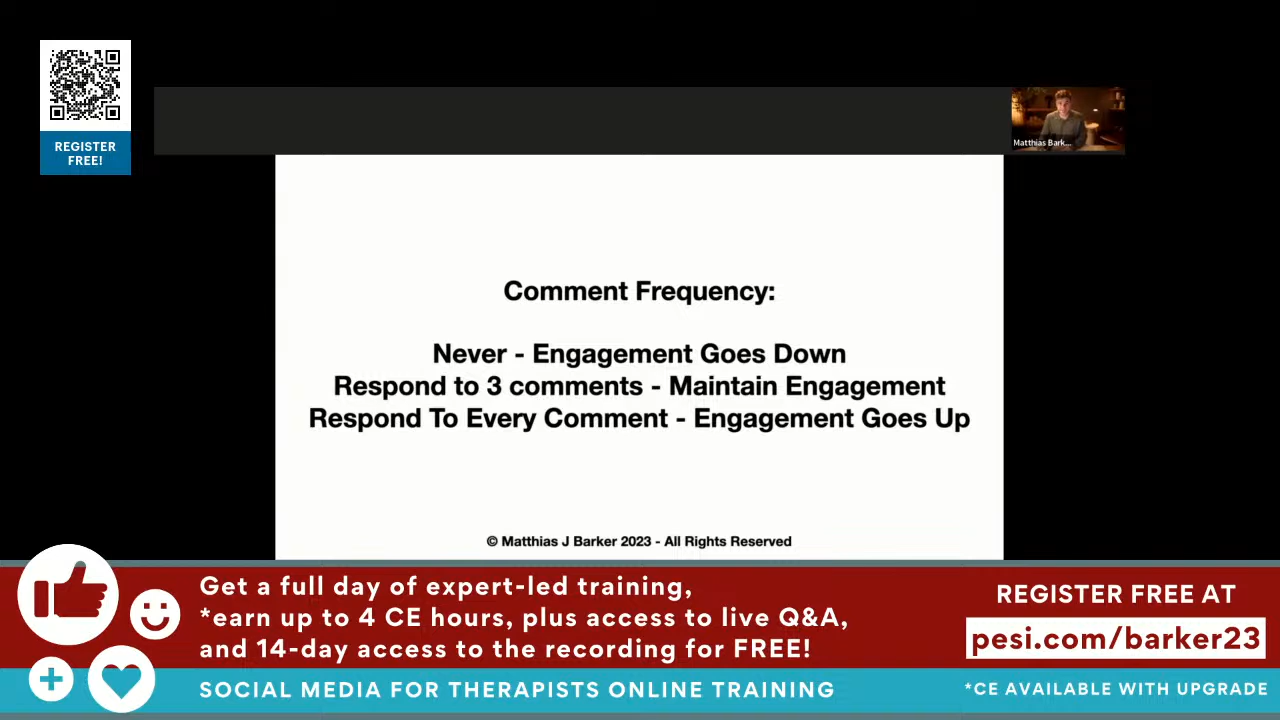 REGISTER
FREE!
Matthias Bark...
Comment Frequency:
Never - Engagement Goes Down
Respond to 3 comments - Maintain Engagement
Respond To Every Comment - Engagement Goes Up
© Matthias J Barker 2023 - All Rights Reserved
Get a full day of expert-led training,
*earn up to 4 CE hours, plus access to live Q&A,
and 14-day access to the recording for FREE!
REGISTER FREE AT
pesi.com/barker23
SOCIAL MEDIA FOR THERAPISTS ONLINE TRAINING
*CE AVAILABLE WITH UPGRADE